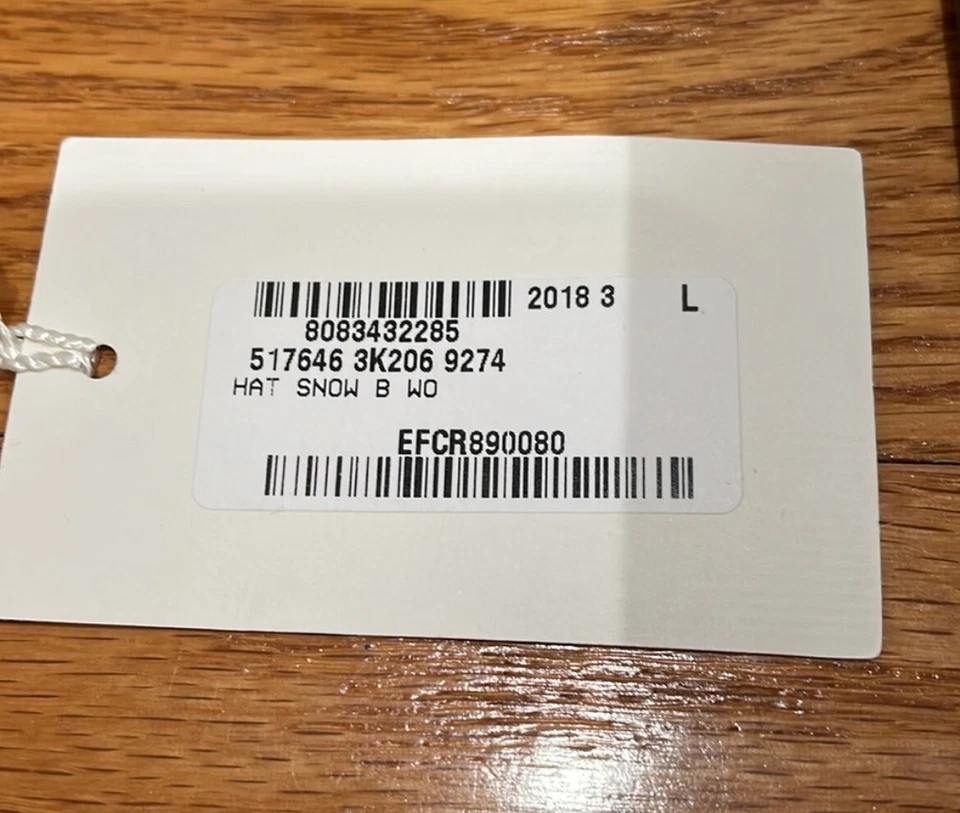 2018 3 L
8083432285
517646 3K206 9274
HAT SNOW B WO
EFCR890080